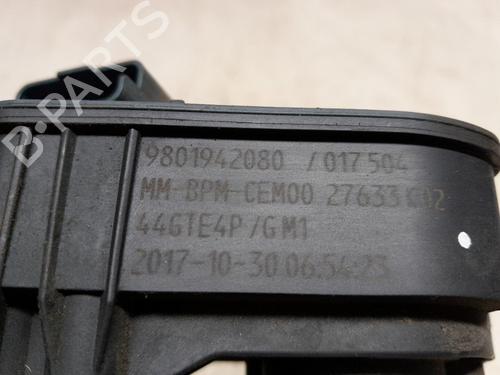 B-PARTS
9801942080 /017 504
MM-BPM-CEM00 27633
44GTE4P/GM1
2017-10-30 06:54:23